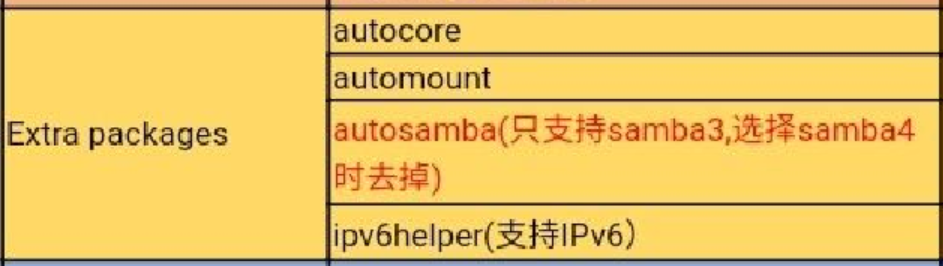 autocore
automount
Extra packages
autosamba(只支持samba3,选择samba4
时去掉)
ipv6helper(支持IPv6）